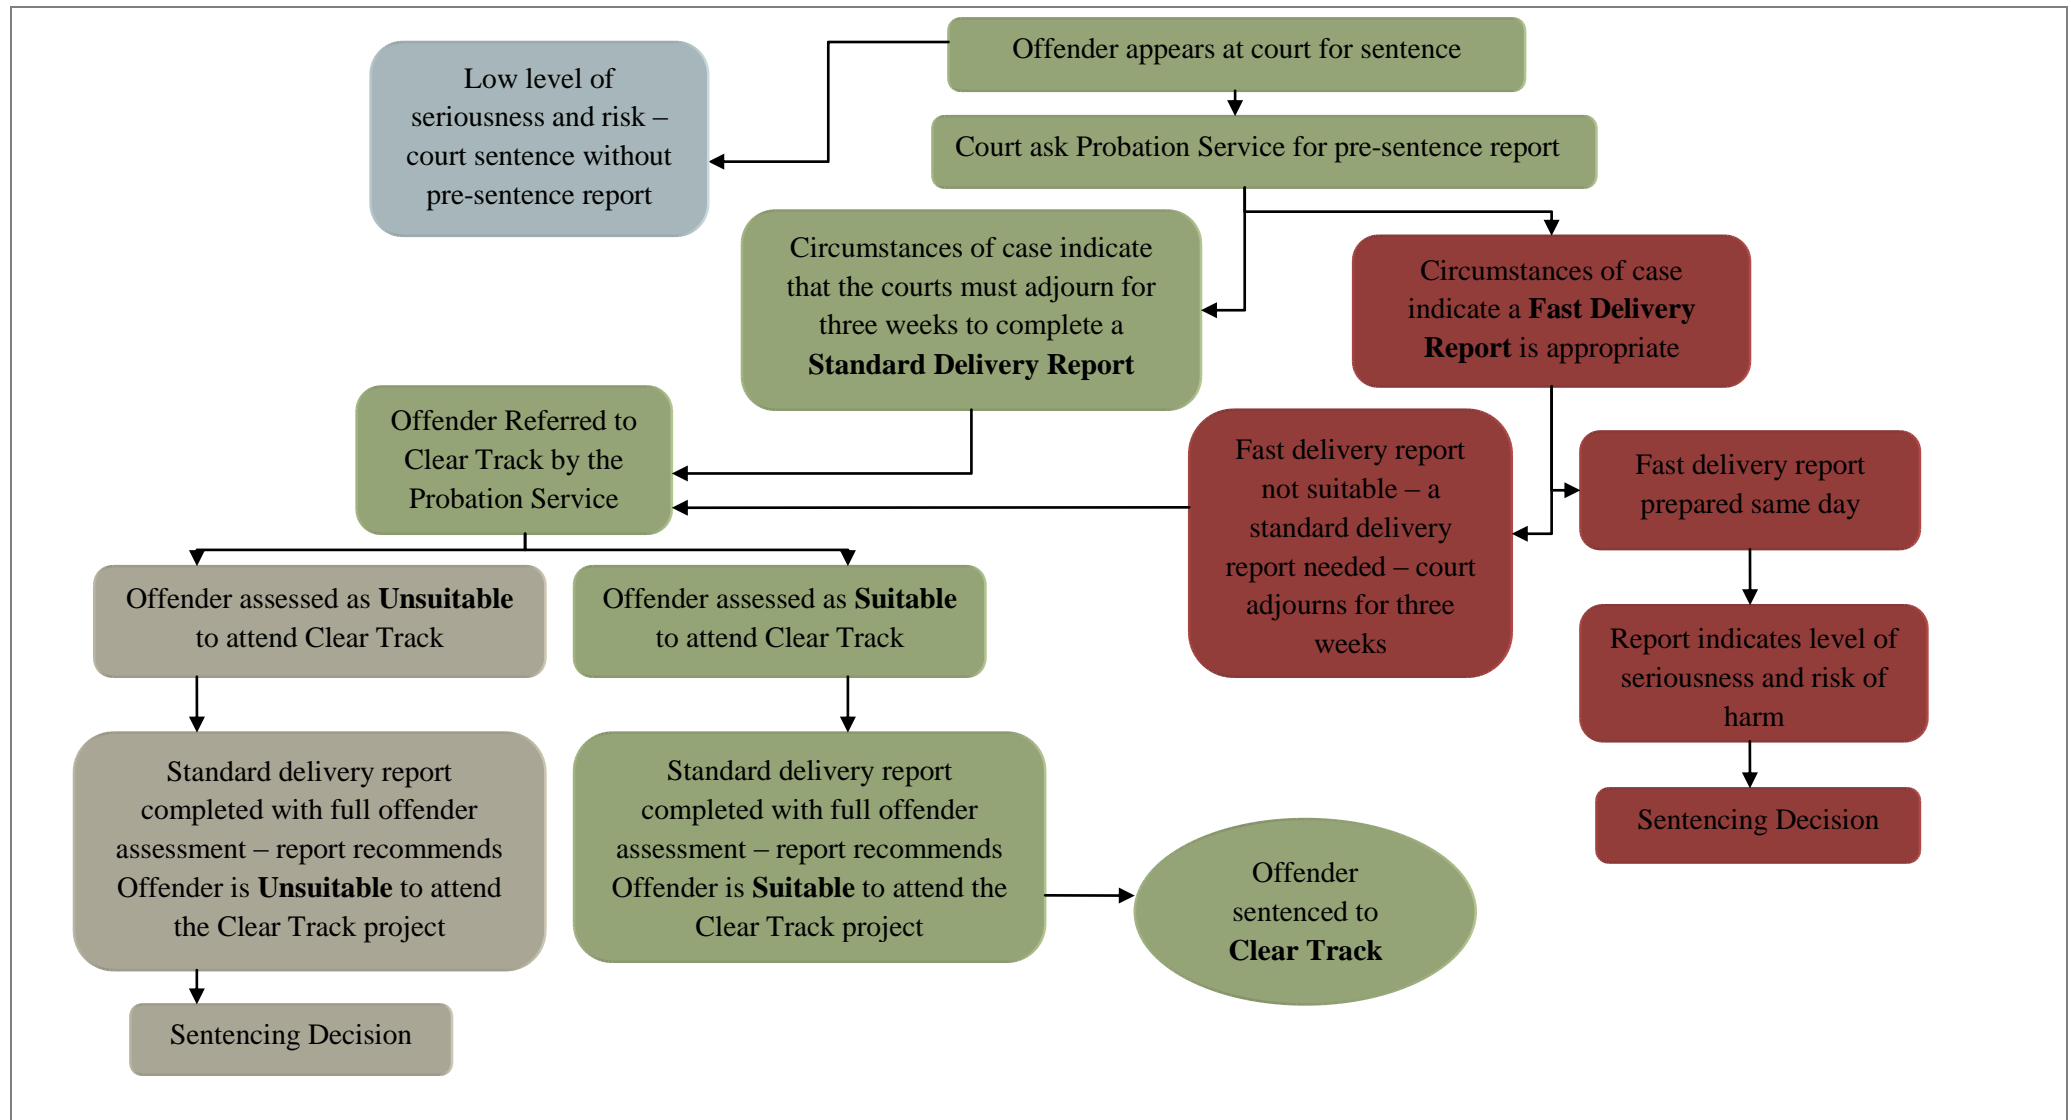 Offender appears at court for sentence
Low level of
seriousness and risk –
court sentence without
pre-sentence report
Court ask Probation Service for pre-sentence report
Circumstances of case indicate
that the courts must adjourn for
three weeks to complete a
Standard Delivery Report
Circumstances of case
indicate a Fast Delivery
Report is appropriate
Offender Referred to
Clear Track by the
Probation Service
Fast delivery report
not suitable – a
standard delivery
report needed – court
adjourns for three
weeks
Fast delivery report
prepared same day
Offender assessed as Unsuitable
to attend Clear Track
Offender assessed as Suitable
to attend Clear Track
Report indicates level of
seriousness and risk of
harm
Standard delivery report
completed with full offender
assessment – report recommends
Offender is Unsuitable to attend
the Clear Track project
Standard delivery report
completed with full offender
assessment – report recommends
Offender is Suitable to attend the
Clear Track project
Sentencing Decision
Offender
sentenced to
Clear Track
Sentencing Decision